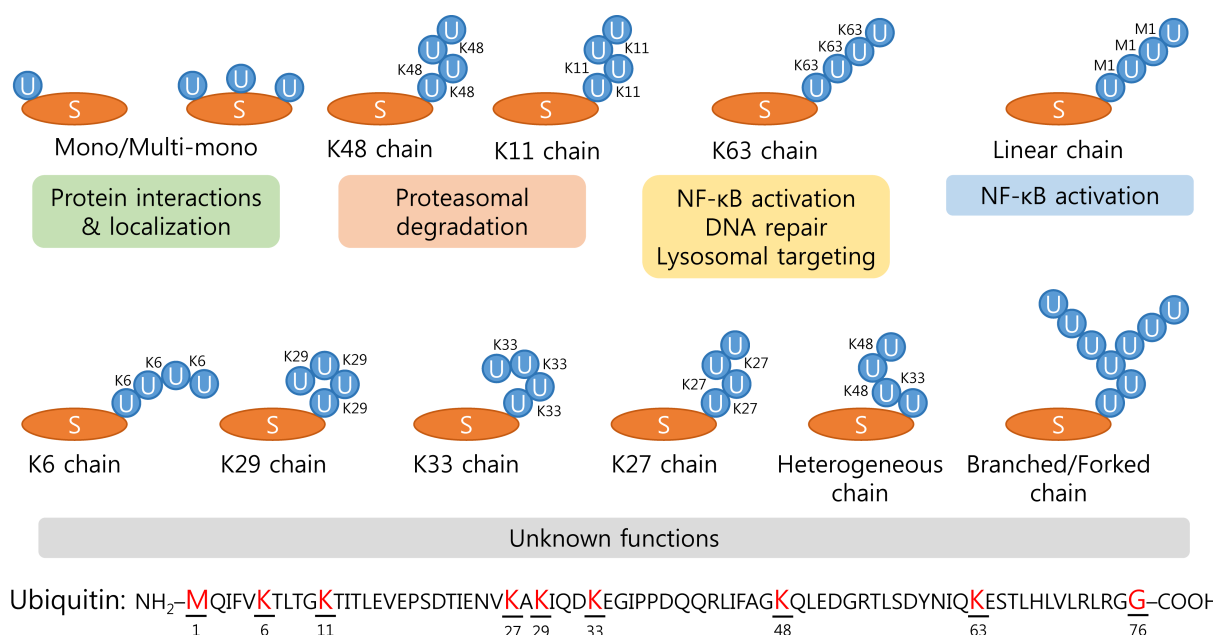 K48
K48
K48
K11
K11
K11
K63
K63
K63
M1
M1
M1
U
U U U
U U U U
U U U U
U U U U
U U U U
S
S
S
S
S
S
Mono/Multi-mono
K48 chain
K11 chain
K63 chain
Linear chain
Protein interactions
& localization
Proteasomal
degradation
NF-κB activation
DNA repair
Lysosomal targeting
NF-κB activation
K6
K6
K6
K29
K29
K29
K33
K33
K33
K27
K27
K27
K48
K48
K33
U U U U
U U U U
U U U U
U U U U
U U U U
U U U U U U U U
S
S
S
S
S
S
K6 chain
K29 chain
K33 chain
K27 chain
Heterogeneous
chain
Branched/Forked
chain
Unknown functions
Ubiquitin: NH2–MQIFVKTLTGKTITLEVEPSDTIENVKAKIQDKEGIPPDQQRLIFAGKQLEDGRTLSDYNIQKESTLHLVLRLRGG–COOH
1 6 11 27 29 33 48 63 76